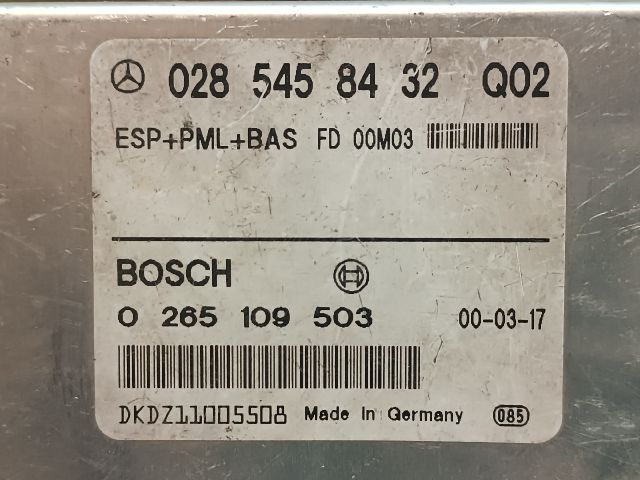 028 545 84 32 Q02
ESP+PML+BAS FD 00M03
BOSCH
0 265 109 503 00-03-17
DKDZ11005508 Made In Germany 085